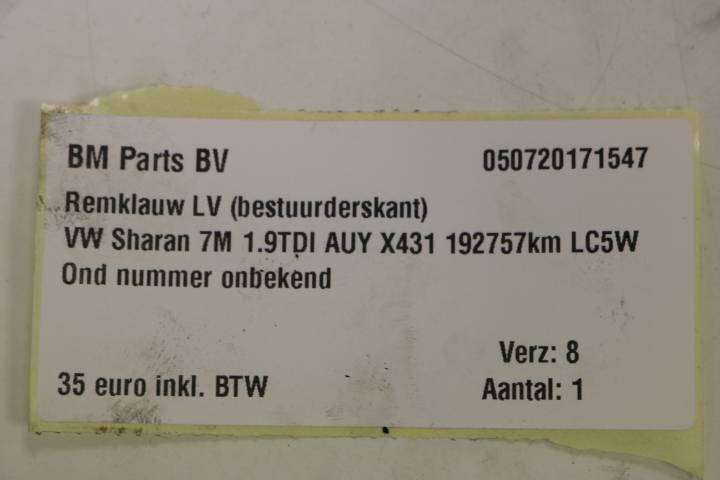 BM Parts BV 050720171547
Remklauw LV (bestuurderskant)
VW Sharan 7M 1.9TDI AUY X431 192757km LC5W
Ond nummer onbekend
Verz: 8
35 euro inkl. BTW Aantal: 1